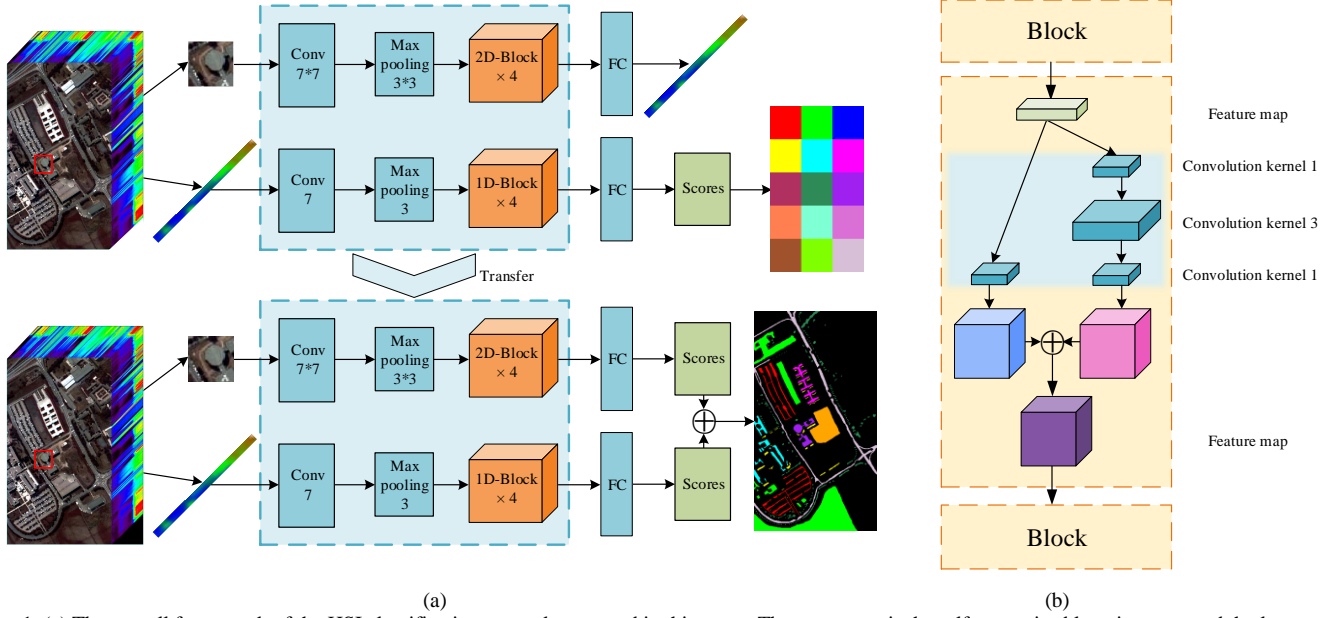 Conv
7*7
Max
pooling
3*3
2D-Block
× 4
FC
Conv
7
Max
pooling
3
1D-Block
× 4
FC
Scores
Transfer
Conv
7*7
Max
pooling
3*3
2D-Block
× 4
FC
Scores
Conv
7
Max
pooling
3
1D-Block
× 4
FC
Scores
(a)
Block
Feature map
Convolution kernel 1
Convolution kernel 3
Convolution kernel 1
Feature map
Block
(b)